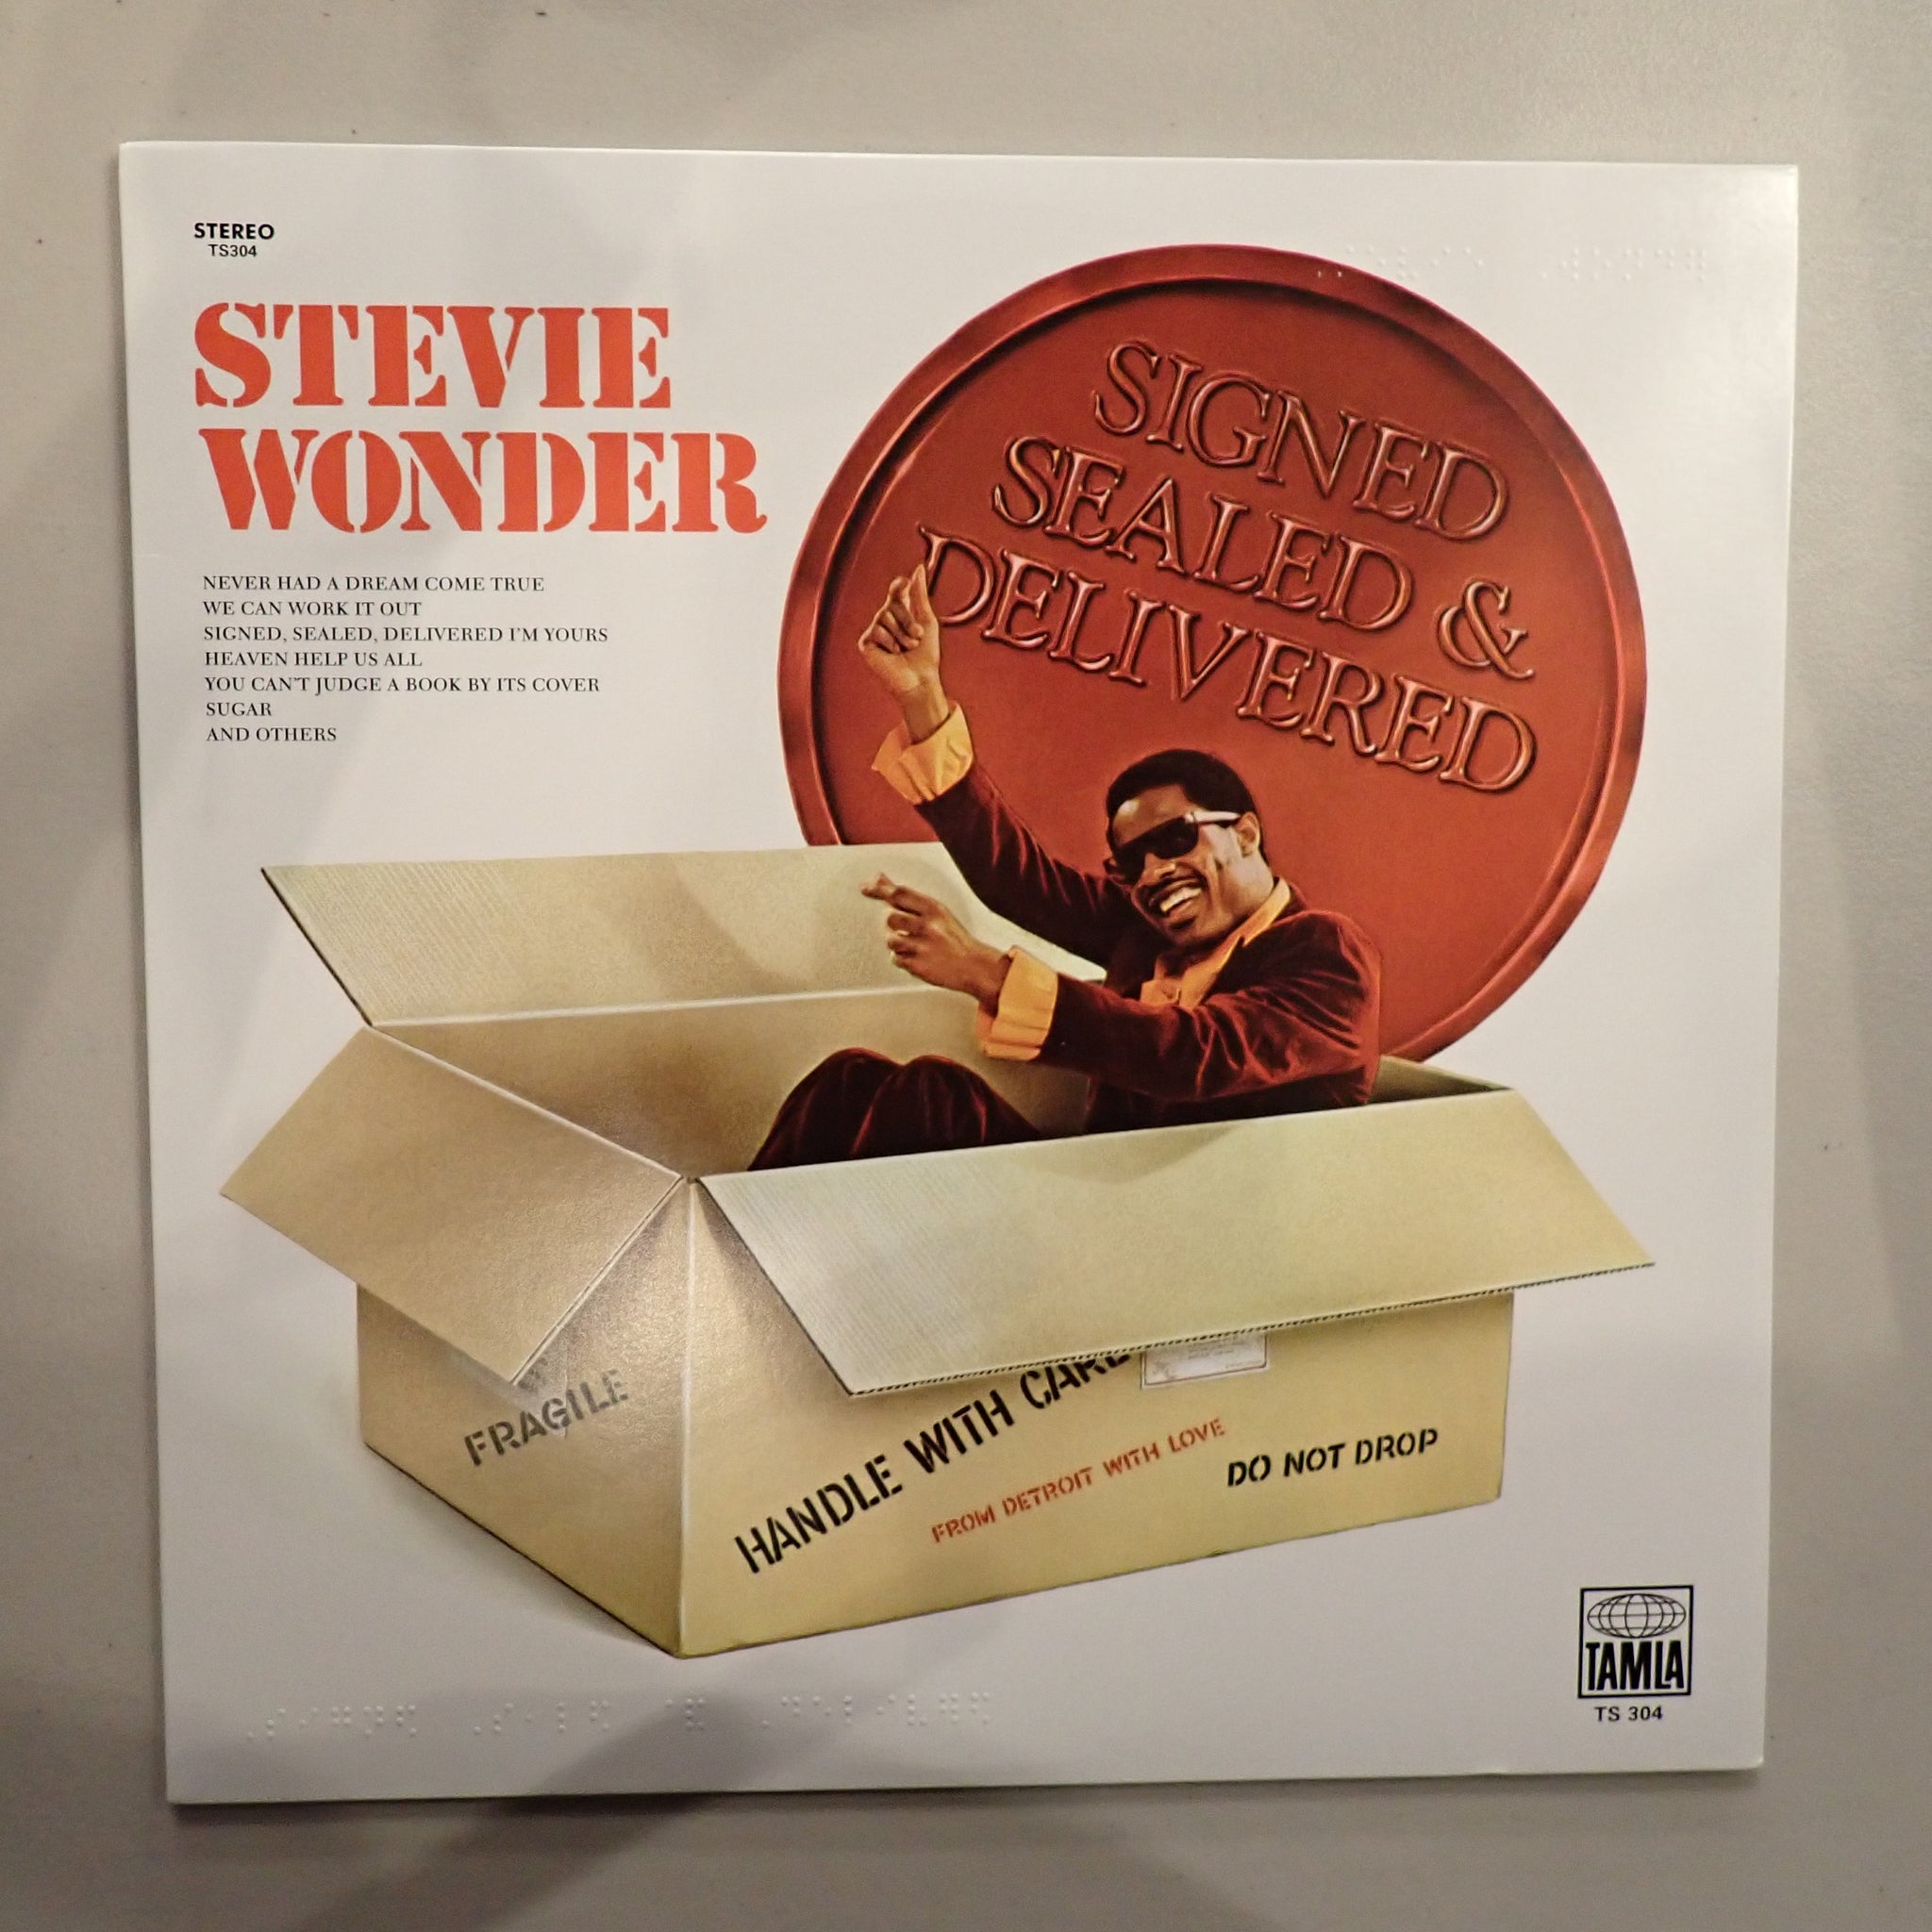 STEREO
TS304
STEVIE
WONDER
NEVER HAD A DREAM COME TRUE
WE CAN WORK IT OUT
SIGNED, SEALED, DELIVERED I'M YOURS
HEAVEN HELP US ALL
YOU CAN'T JUDGE A BOOK BY ITS COVER
SUGAR
AND OTHERS
SIGNED
SEALED &
DELIVERED
FRAGILE
HANDLE WITH CARE
FROM DETROIT WITH LOVE
DO NOT DROP
TAMLA
TS 304